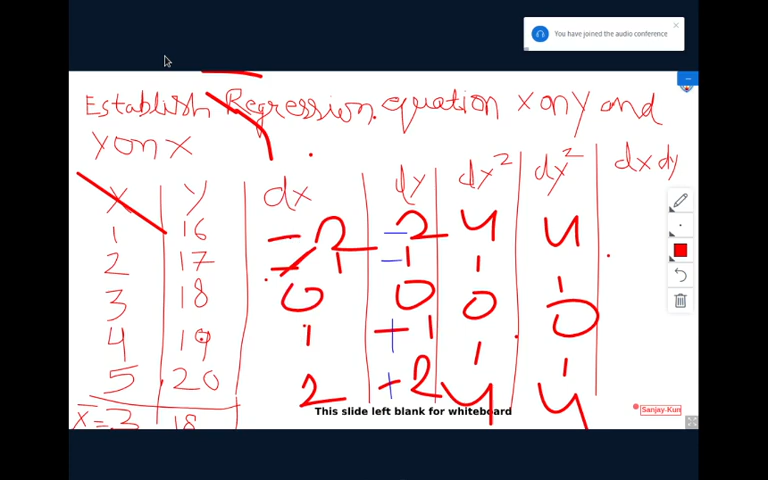 You have joined the audio conference
Establish Regression equation x on y and
y on x
x y dx dy dx² dy² dx dy
1 16 -2 -2 4 4
2 17 -1 -1 1 1
3 18 0 0 0 0
4 19 1 +1 1 1
5 20 2 +2 4 4
x̄=3 18
This slide left blank for whiteboard
Sanjay-Kun